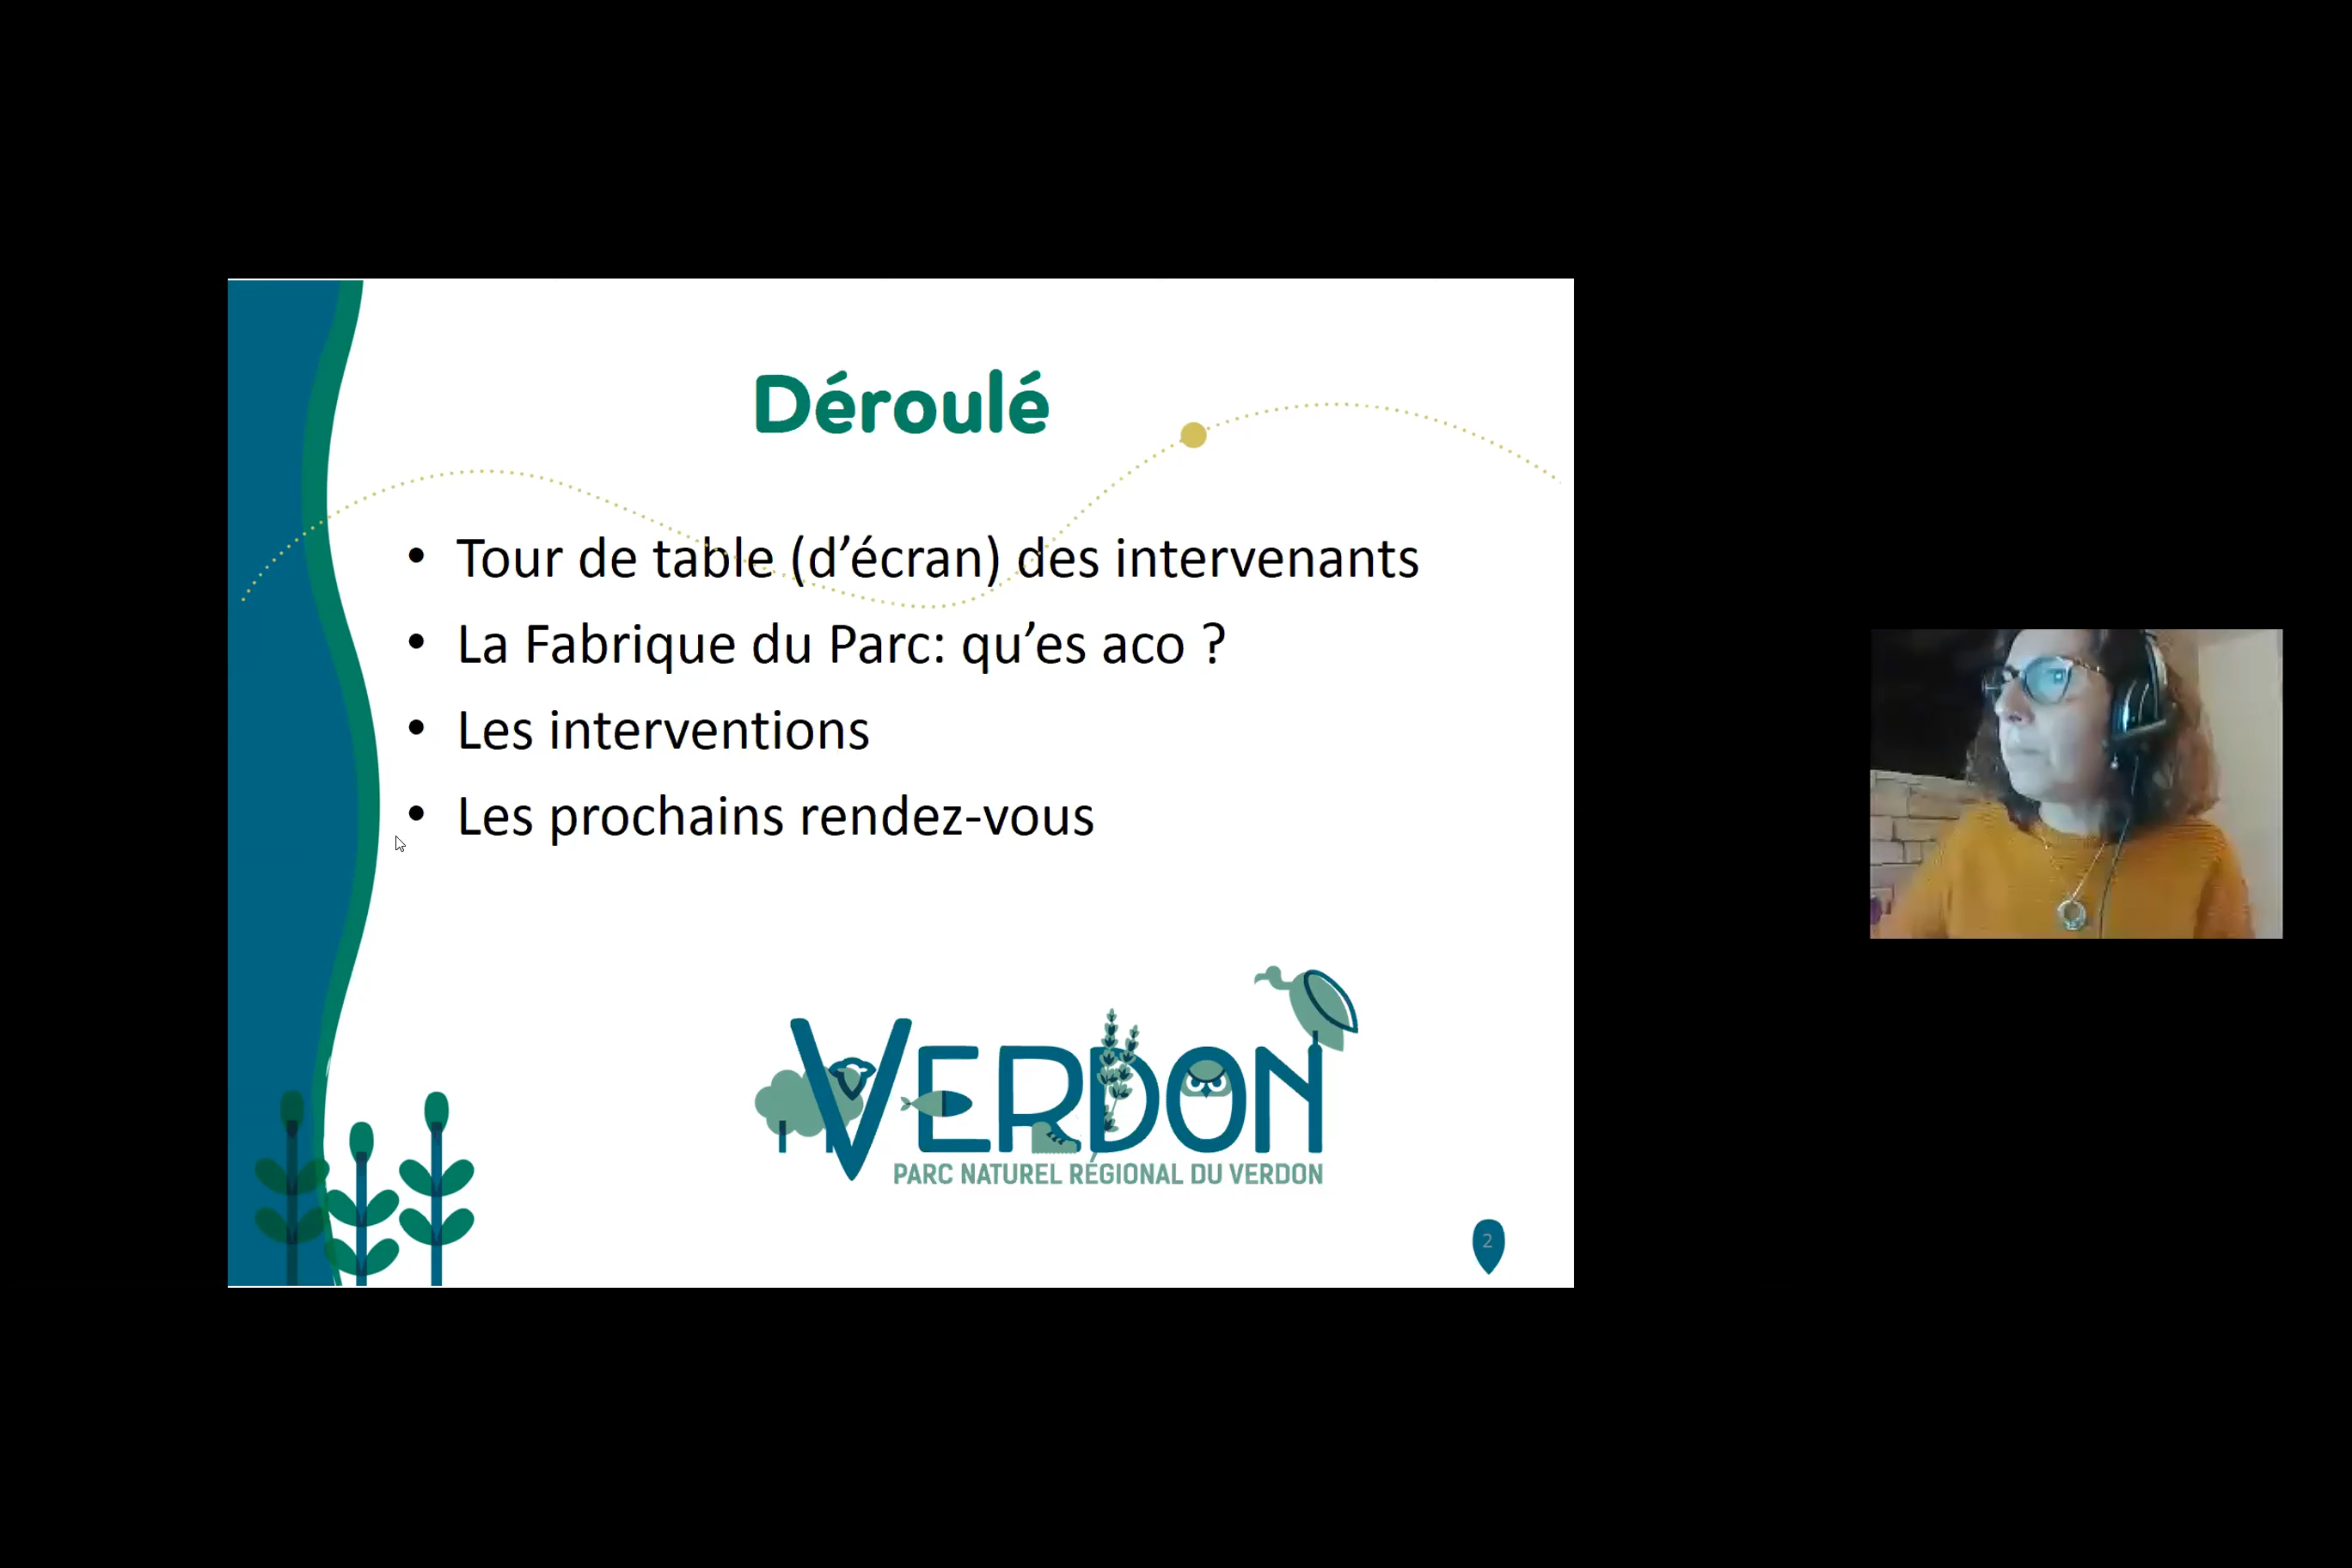 Déroulé
• Tour de table (d’écran) des intervenants
• La Fabrique du Parc: qu’es aco ?
• Les interventions
• Les prochains rendez-vous
VERDON
PARC NATUREL RÉGIONAL DU VERDON
2